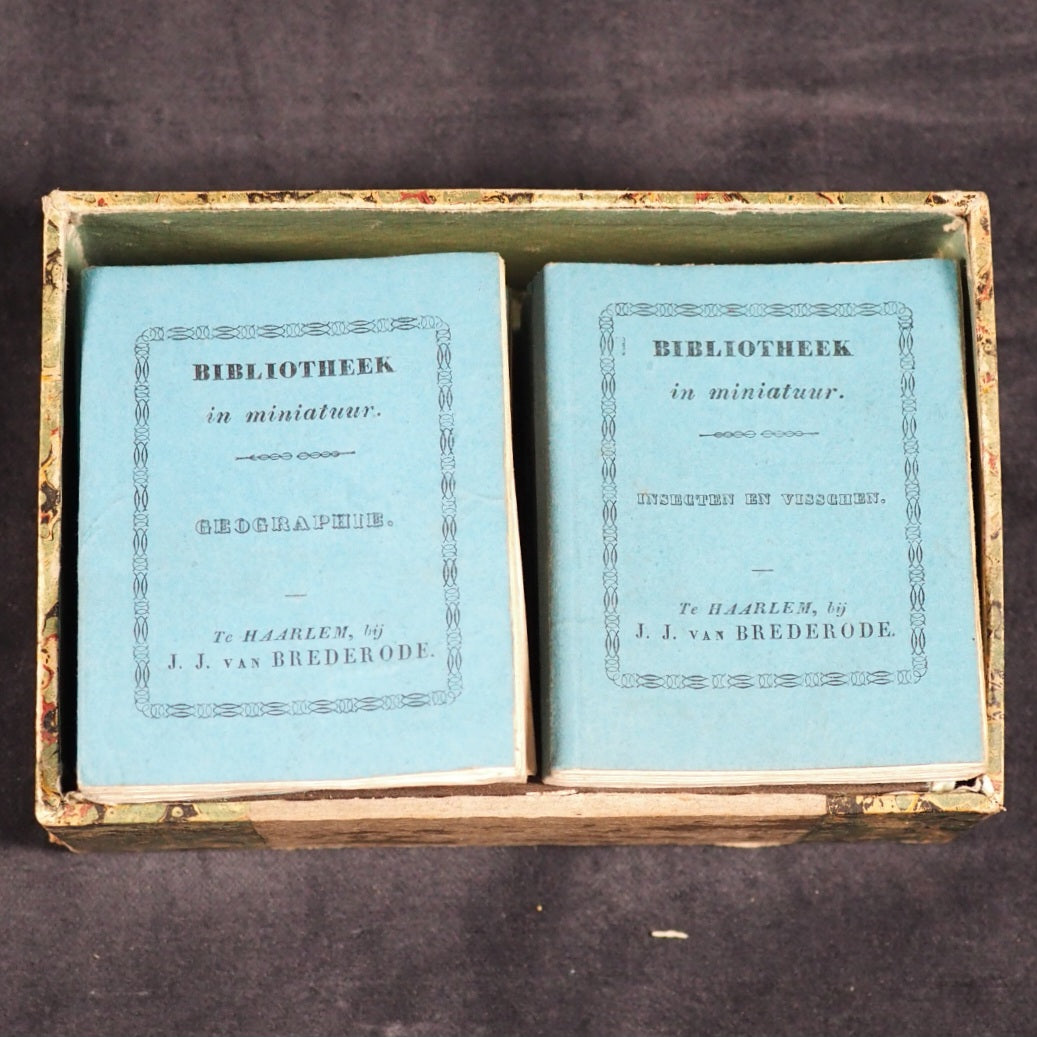 BIBLIOTHEEK
in miniatuur.
GEOGRAPHIE.
Te HAARLEM, bij
J. J. VAN BREDERODE.
BIBLIOTHEEK
in miniatuur.
INSECTEN EN VISSCHEN.
Te HAARLEM, bij
J. J. VAN BREDERODE.